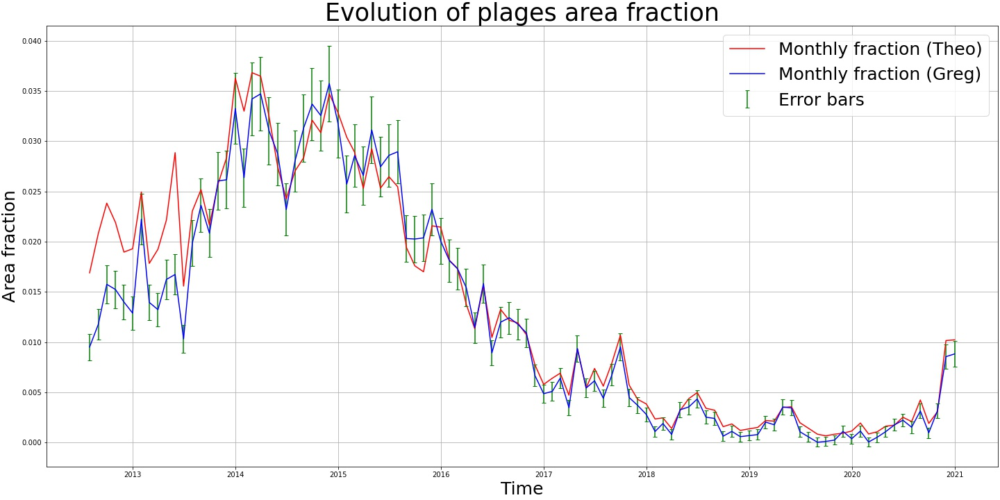 Evolution of plages area fraction
Monthly fraction (Theo)
Monthly fraction (Greg)
Error bars
Area fraction
0.040
0.035
0.030
0.025
0.020
0.015
0.010
0.005
0.000
2013 2014 2015 2016 2017 2018 2019 2020 2021
Time